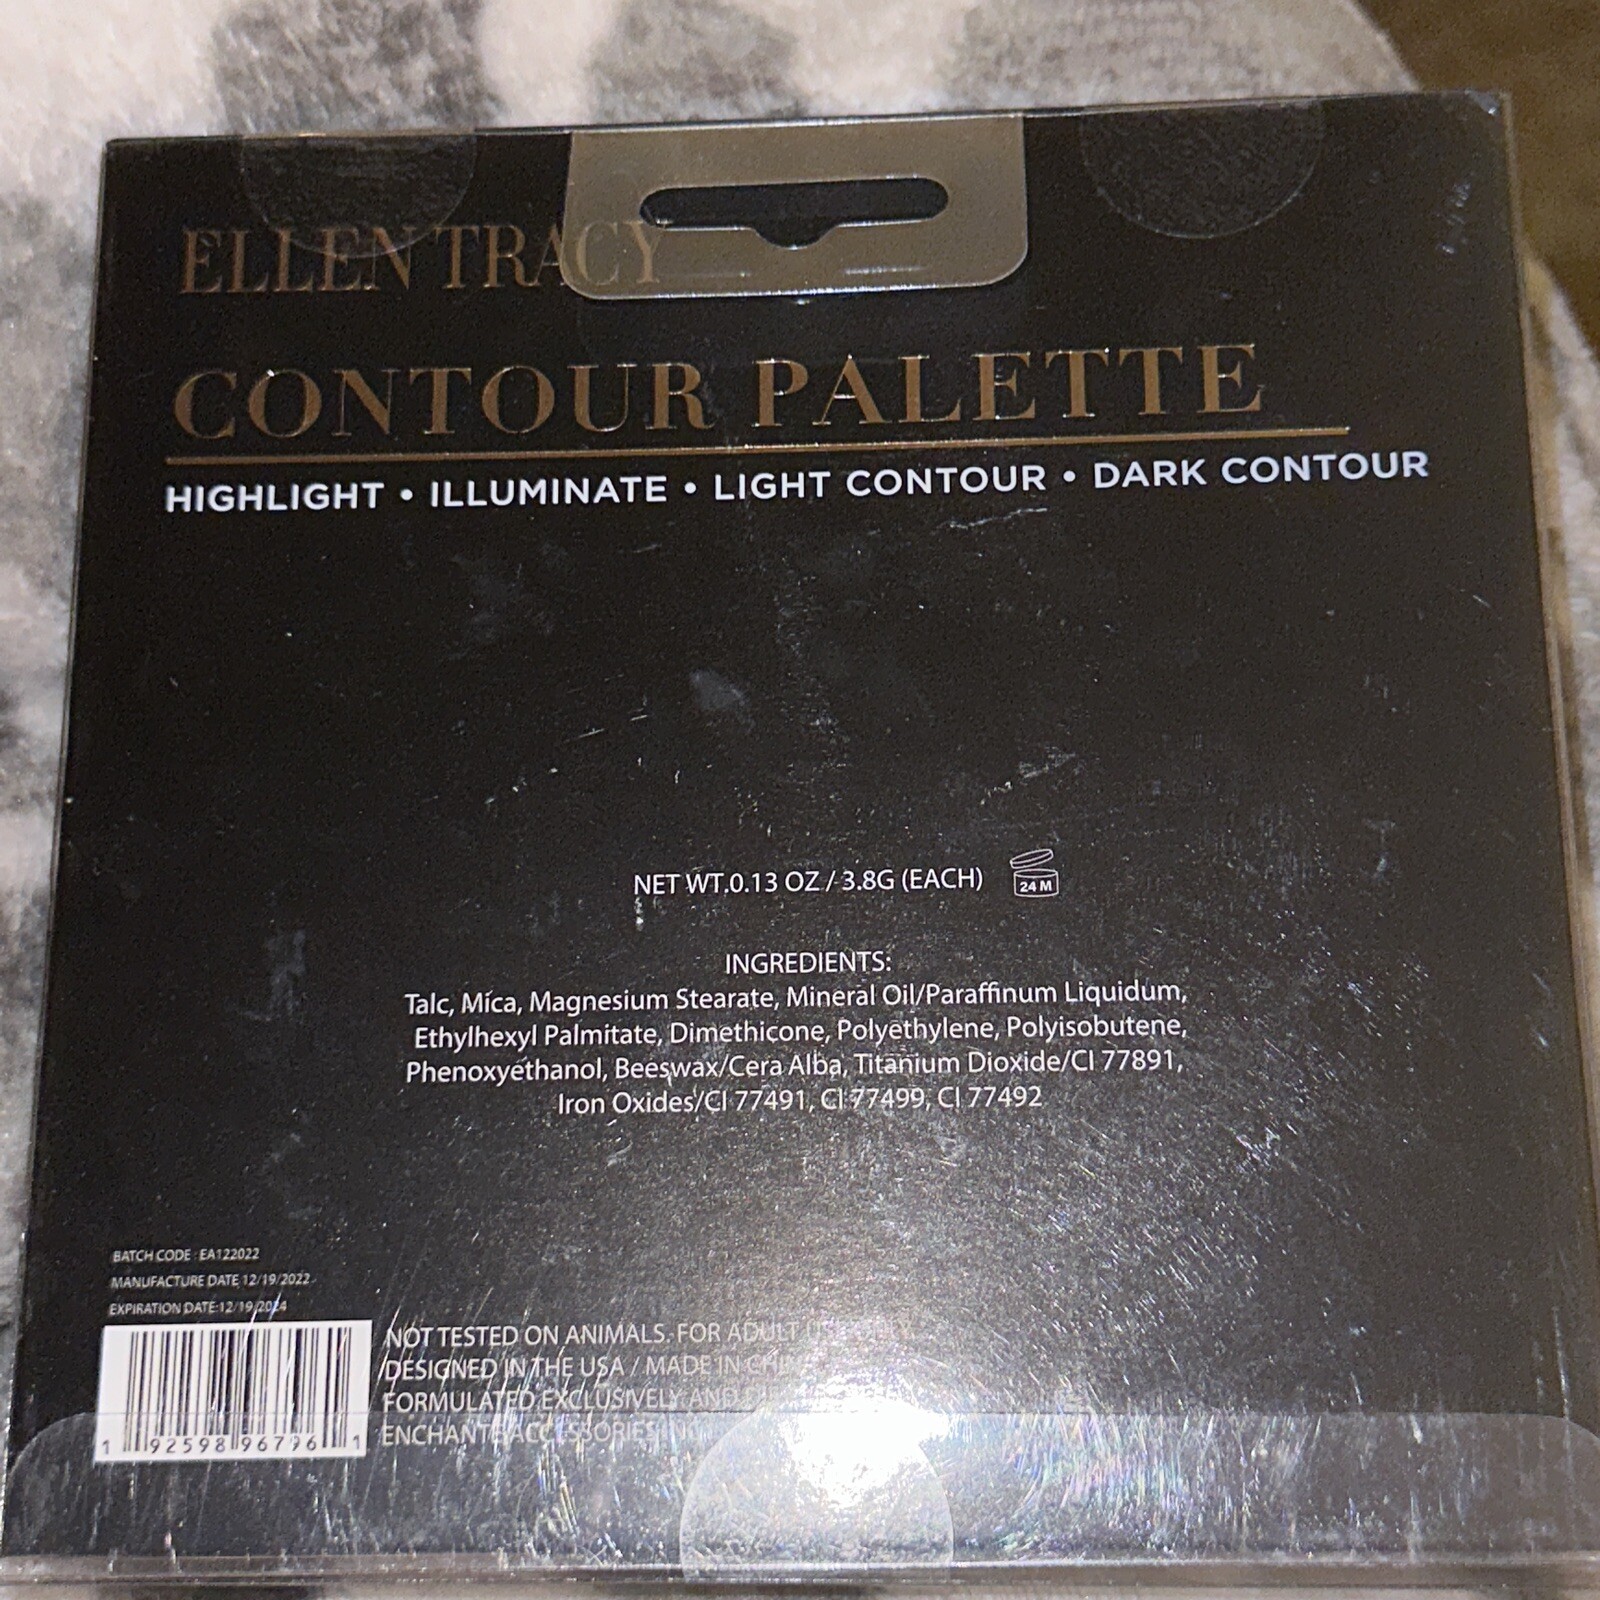 ELLEN TRACY
CONTOUR PALETTE
HIGHLIGHT • ILLUMINATE • LIGHT CONTOUR • DARK CONTOUR
NET WT.0.13 OZ / 3.8G (EACH)
24 M
INGREDIENTS:
Talc, Mica, Magnesium Stearate, Mineral Oil/Paraffinum Liquidum,
Ethylhexyl Palmitate, Dimethicone, Polyethylene, Polyisobutene,
Phenoxyethanol, Beeswax/Cera Alba, Titanium Dioxide/CI 77891,
Iron Oxides/CI 77491, CI 77499, CI 77492
BATCH CODE : EA122022
MANUFACTURE DATE 12/19/2022
EXPIRATION DATE:12/19/2024
NOT TESTED ON ANIMALS. FOR ADULT
DESIGNED IN THE USA / MADE IN
FORMULATED EXCLUSIVELY AND
ENCHANTE ACCESSORIES
1 92598 96796 1